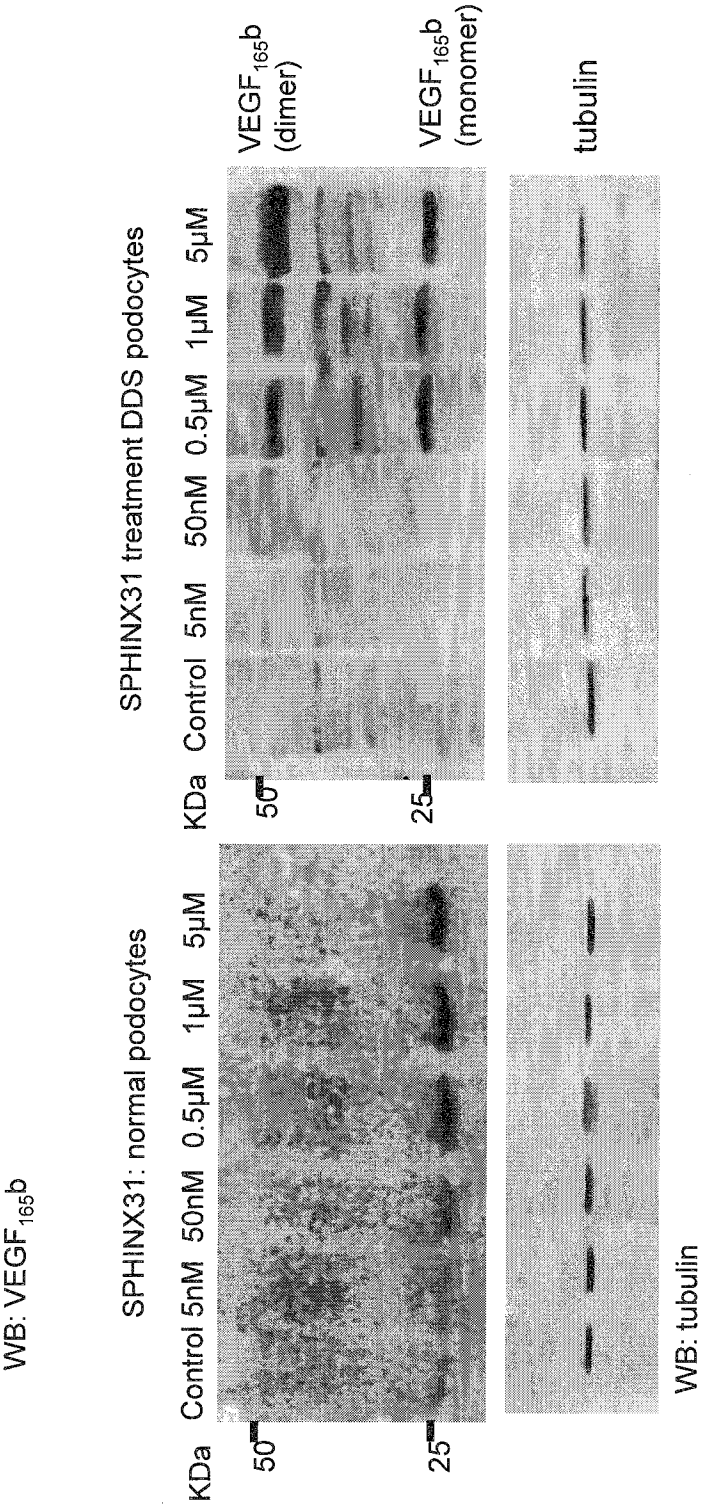 WB: VEGF₁₆₅b
SPHINX31: normal podocytes
KDa Control 5nM 50nM 0.5µM 1µM 5µM
50
25
WB: tubulin
SPHINX31 treatment DDS podocytes
KDa Control 5nM 50nM 0.5µM 1µM 5µM
50
25
VEGF₁₆₅b
(dimer)
VEGF₁₆₅b
(monomer)
tubulin